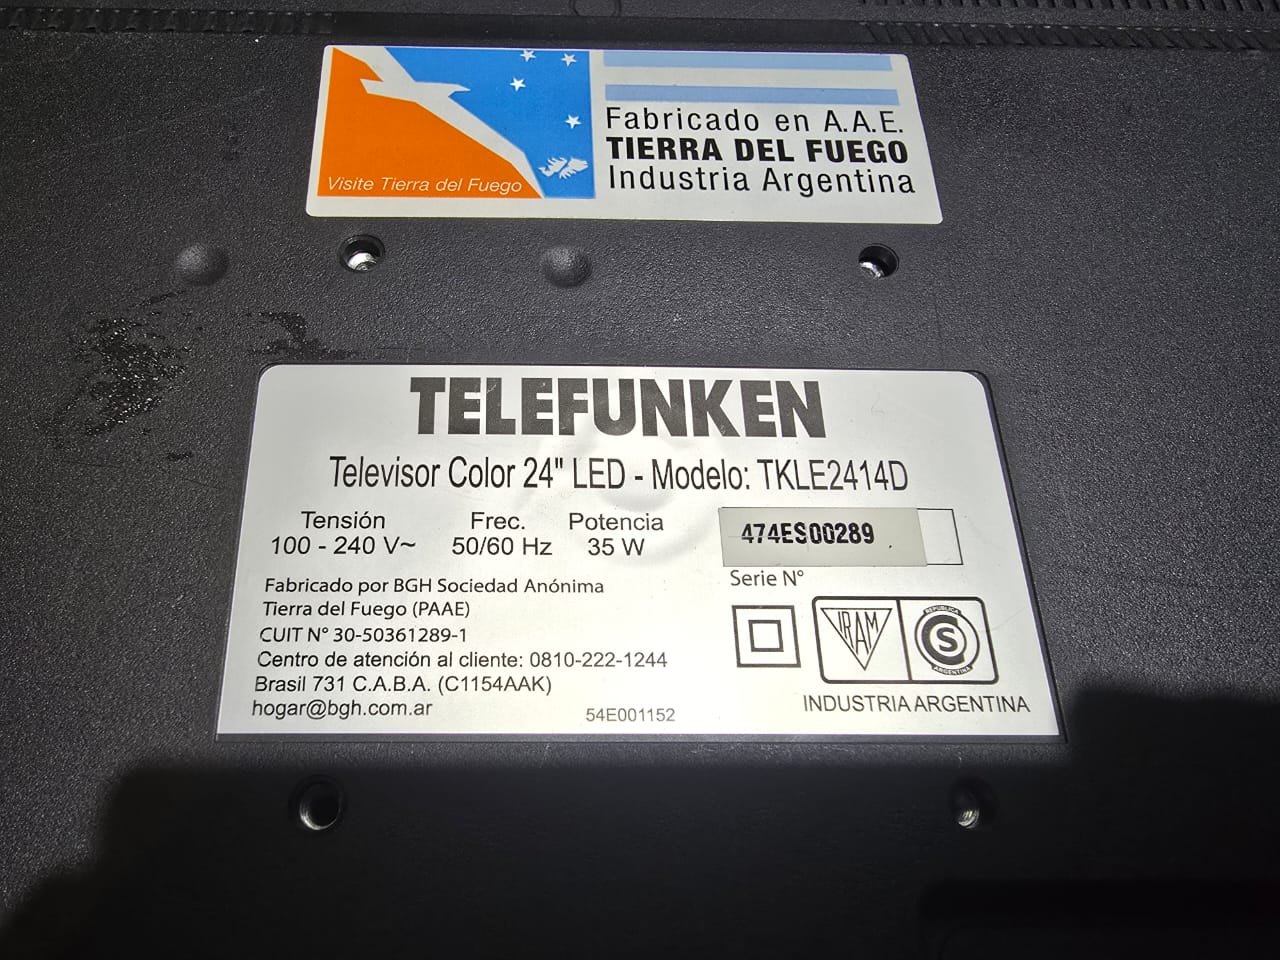 Visite Tierra del Fuego
Fabricado en A.A.E.
TIERRA DEL FUEGO
Industria Argentina
TELEFUNKEN
Televisor Color 24" LED - Modelo: TKLE2414D
Tensión Frec. Potencia
100 - 240 V~ 50/60 Hz 35 W
474ES00289
Serie N°
Fabricado por BGH Sociedad Anónima
Tierra del Fuego (PAAE)
CUIT N° 30-50361289-1
Centro de atención al cliente: 0810-222-1244
Brasil 731 C.A.B.A. (C1154AAK)
hogar@bgh.com.ar
54E001152
IRAM
REPUBLICA
S
ARGENTINA
INDUSTRIA ARGENTINA